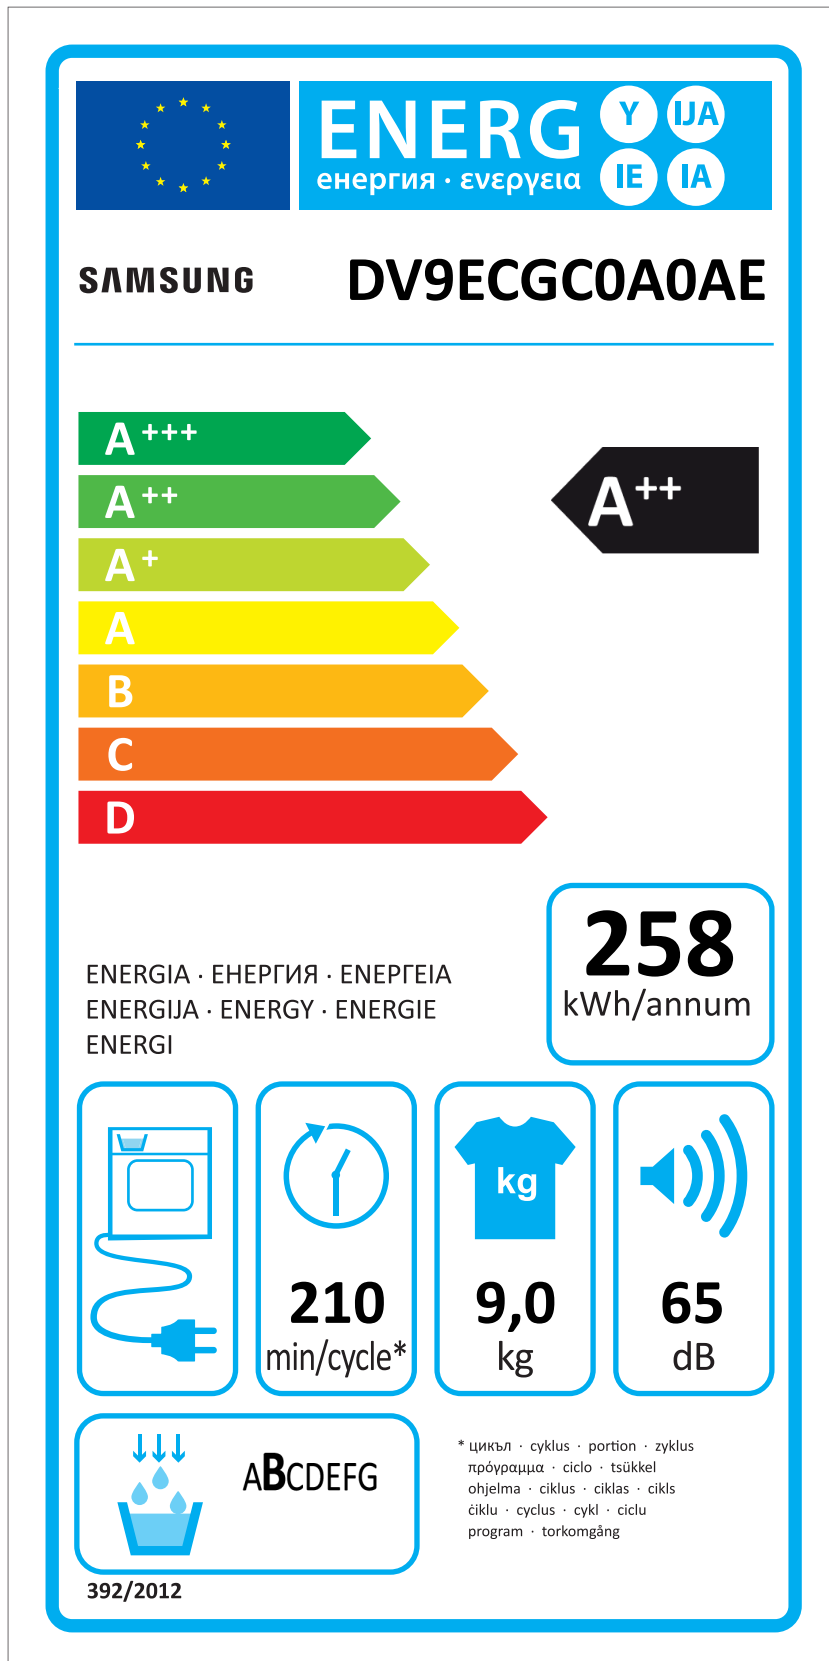 ENERG Y IJA
енергия · ενεργεια IE IA
SAMSUNG DV9ECGC0A0AE
A+++
A++
A++
A+
A
B
C
D
258
kWh/annum
ENERGIA · ЕНЕРГИЯ · ΕΝΕΡΓΕΙΑ
ENERGIJA · ENERGY · ENERGIE
ENERGI
kg
210
min/cycle*
9,0
kg
65
dB
ABCDEFG
* цикъл · cyklus · portion · zyklus
πρόγραμμα · ciclo · tsükkel
ohjelma · ciklus · ciklas · cikls
ċiklu · cyclus · cykl · ciclu
program · torkomgång
392/2012